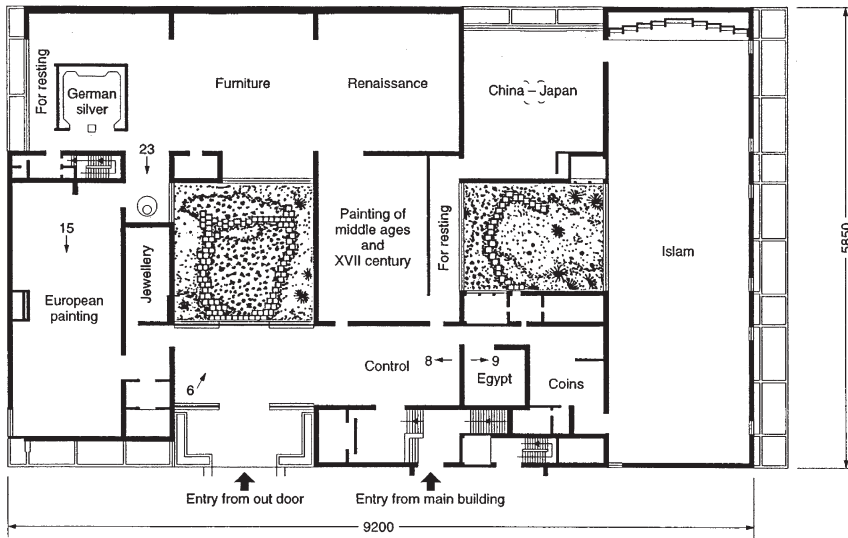 For resting
German
silver
Furniture
Renaissance
China – Japan
23
15
Painting of
middle ages
and
XVII century
For resting
Islam
5850
Jewellery
European
painting
6
Control
8
9
Egypt
Coins
Entry from out door
Entry from main building
9200